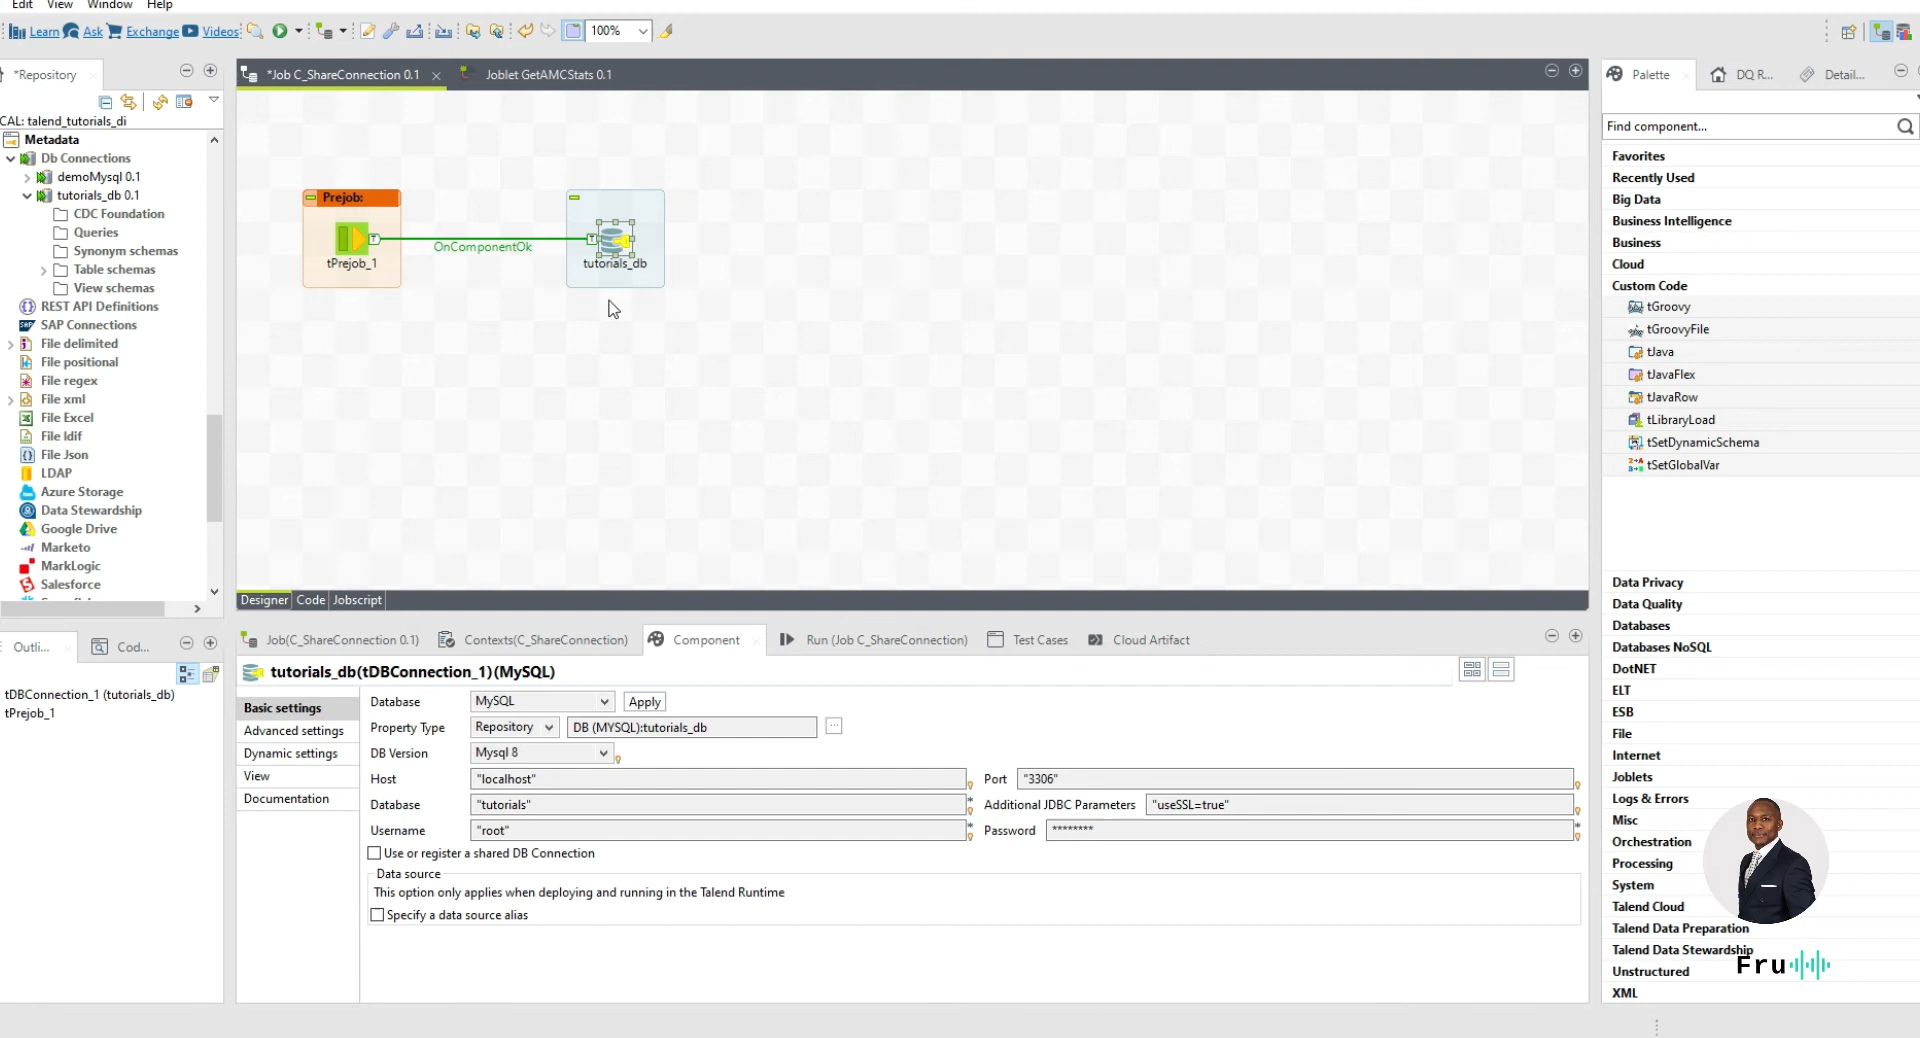 Edit View Window Help
Learn Ask Exchange Videos 100%
*Repository
CAL: talend_tutorials_di
Metadata
Db Connections
demoMysql 0.1
tutorials_db 0.1
CDC Foundation
Queries
Synonym schemas
Table schemas
View schemas
REST API Definitions
SAP Connections
File delimited
File positional
File regex
File xml
File Excel
File ldif
File Json
LDAP
Azure Storage
Data Stewardship
Google Drive
Marketo
MarkLogic
Salesforce
Outli... Cod...
tDBConnection_1 (tutorials_db)
tPrejob_1
*Job C_ShareConnection 0.1 Joblet GetAMCStats 0.1
Prejob:
OnComponentOk
tPrejob_1 tutorials_db
Designer Code Jobscript
Job(C_ShareConnection 0.1) Contexts(C_ShareConnection) Component Run (Job C_ShareConnection) Test Cases Cloud Artifact
tutorials_db(tDBConnection_1)(MySQL)
Basic settings
Advanced settings
Dynamic settings
View
Documentation
Database MySQL Apply
Property Type Repository DB (MYSQL):tutorials_db ...
DB Version Mysql 8
Host "localhost" Port "3306"
Database "tutorials" * Additional JDBC Parameters "useSSL=true"
Username "root" * Password ******** *
Use or register a shared DB Connection
Data source
This option only applies when deploying and running in the Talend Runtime
Specify a data source alias
Palette DQ R... Detail...
Find component...
Favorites
Recently Used
Big Data
Business Intelligence
Business
Cloud
Custom Code
tGroovy
tGroovyFile
tJava
tJavaFlex
tJavaRow
tLibraryLoad
tSetDynamicSchema
tSetGlobalVar
Data Privacy
Data Quality
Databases
Databases NoSQL
DotNET
ELT
ESB
File
Internet
Joblets
Logs & Errors
Misc
Orchestration
Processing
System
Talend Cloud
Talend Data Preparation
Talend Data Stewardship
Unstructured
XML
Fru